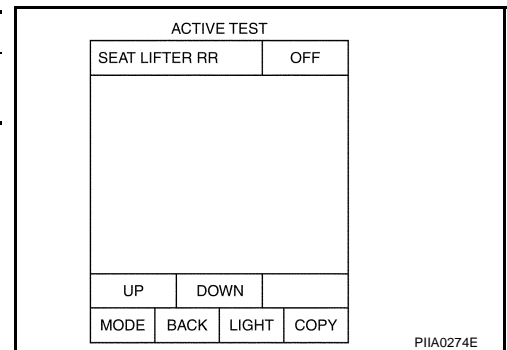 ACTIVE TEST
SEAT LIFTER RR OFF
UP DOWN
MODE BACK LIGHT COPY
PIIA0274E